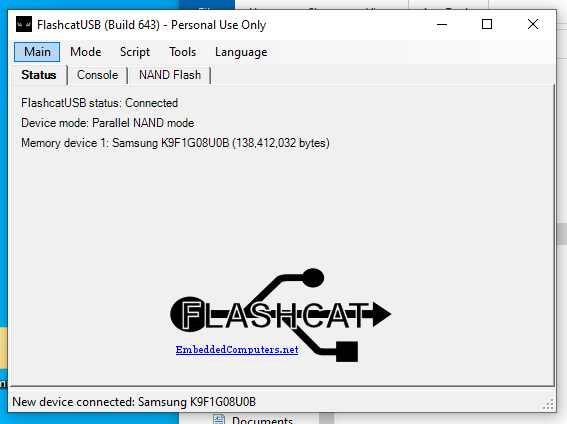 FlashcatUSB (Build 643) - Personal Use Only
Main Mode Script Tools Language
Status Console NAND Flash
FlashcatUSB status: Connected
Device mode: Parallel NAND mode
Memory device 1: Samsung K9F1G08U0B (138,412,032 bytes)
FLASHCAT
EmbeddedComputers.net
New device connected: Samsung K9F1G08U0B
Documents